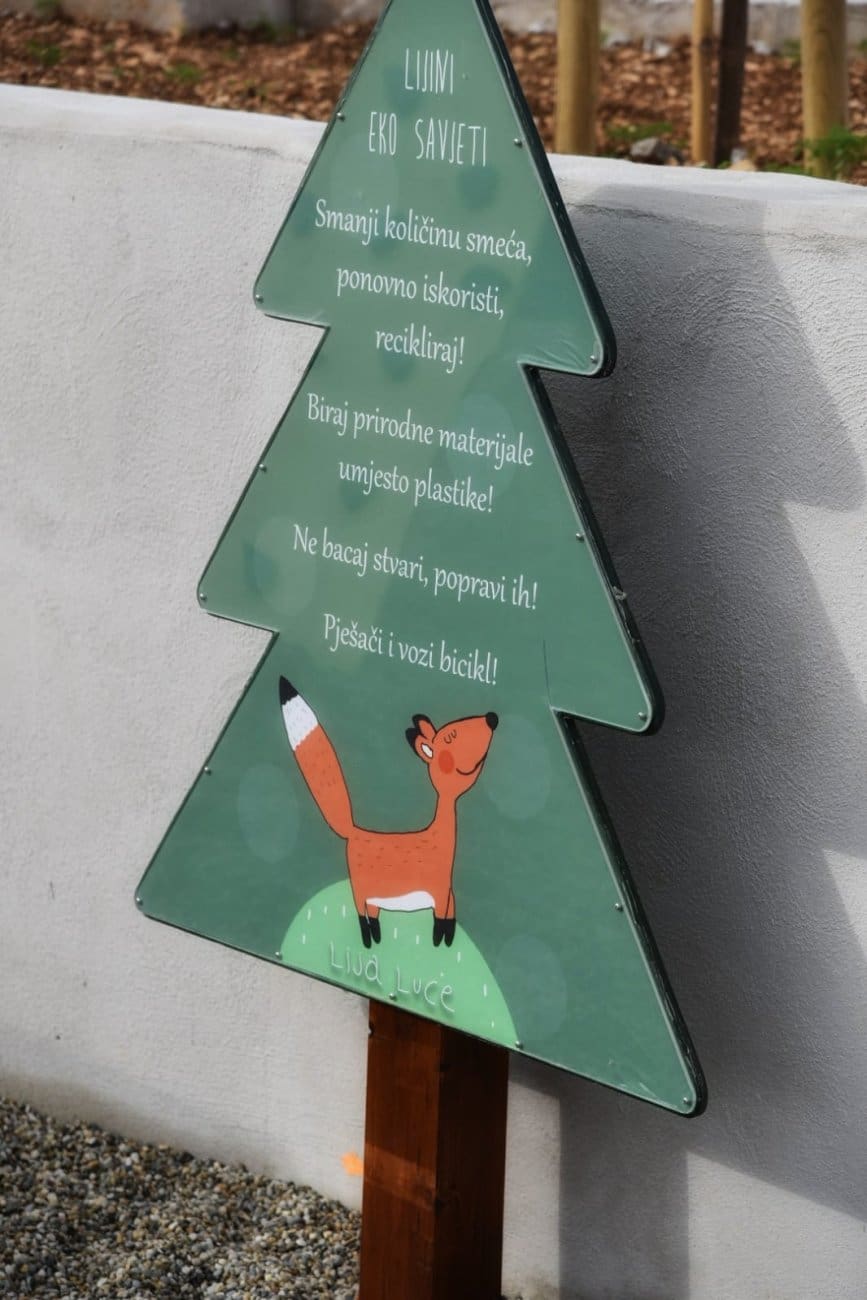 LIJINI
EKO SAVJETI
Smanji količinu smeća,
ponovno iskoristi,
recikliraj!
Biraj prirodne materijale
umjesto plastike!
Ne bacaj stvari, popravi ih!
Pješači i vozi bicikl!
Lija Luce